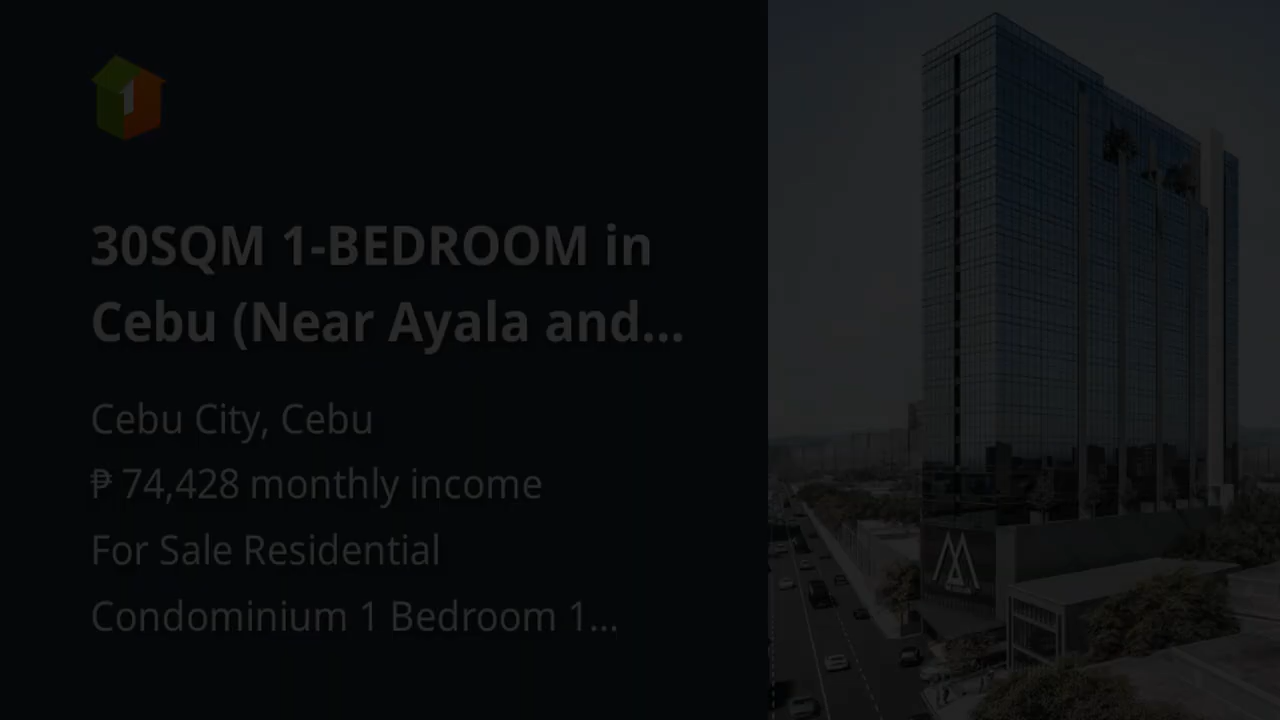 30SQM 1-BEDROOM in
Cebu (Near Ayala and...
Cebu City, Cebu
₱ 74,428 monthly income
For Sale Residential
Condominium 1 Bedroom 1...